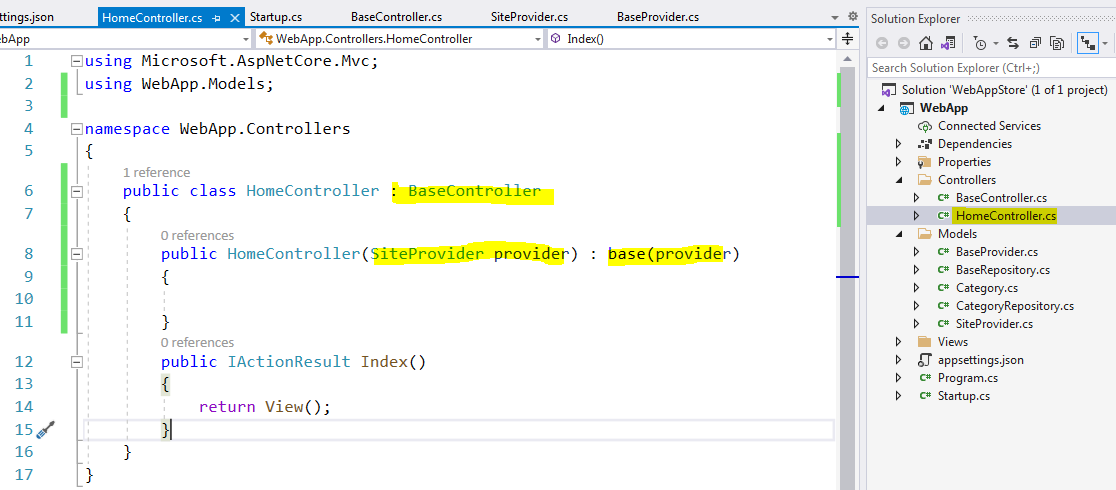 ettings.json HomeController.cs Startup.cs BaseController.cs SiteProvider.cs BaseProvider.cs
ebApp WebApp.Controllers.HomeController Index()
1 using Microsoft.AspNetCore.Mvc;
2 using WebApp.Models;
3
4 namespace WebApp.Controllers
5 {
1 reference
6 public class HomeController : BaseController
7 {
0 references
8 public HomeController(SiteProvider provider) : base(provider)
9 {
10
11 }
0 references
12 public IActionResult Index()
13 {
14 return View();
15 }
16 }
17 }
Solution Explorer
Search Solution Explorer (Ctrl+;)
Solution 'WebAppStore' (1 of 1 project)
WebApp
Connected Services
Dependencies
Properties
Controllers
C# BaseController.cs
C# HomeController.cs
Models
C# BaseProvider.cs
C# BaseRepository.cs
C# Category.cs
C# CategoryRepository.cs
C# SiteProvider.cs
Views
appsettings.json
C# Program.cs
C# Startup.cs